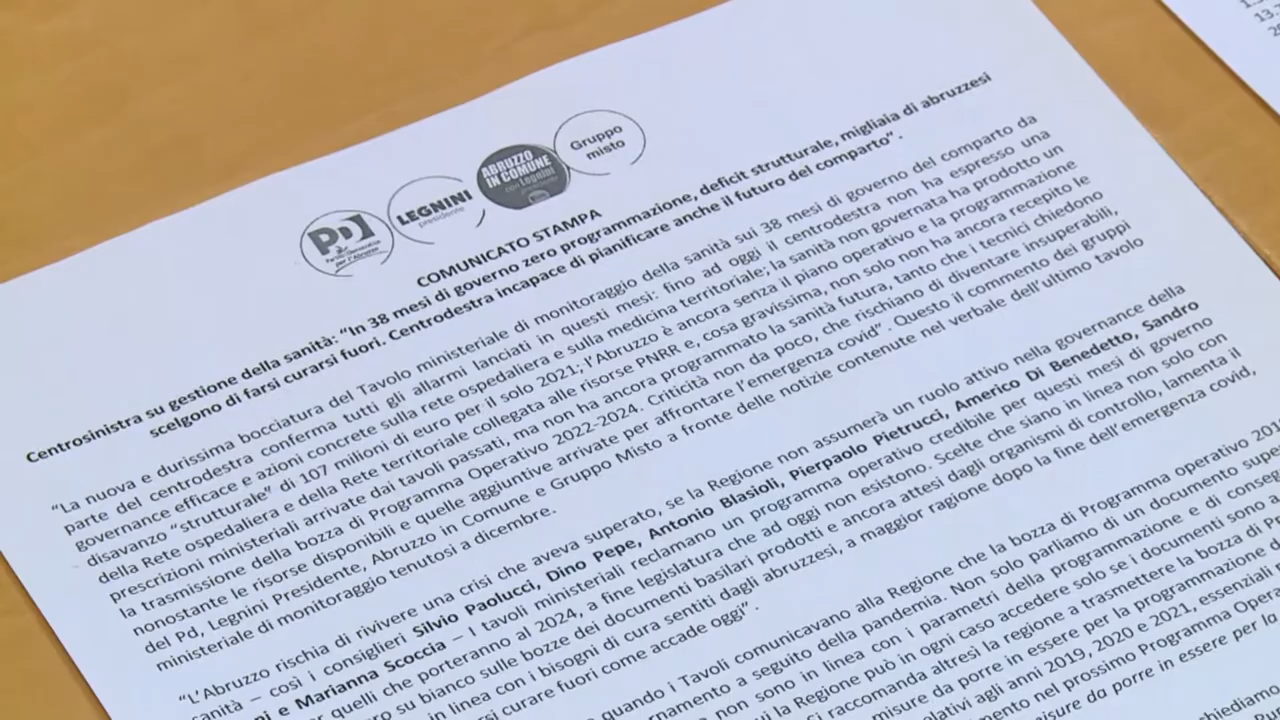 PD
Partito Democratico
per l'Abruzzo
LEGNINI
presidente
ABRUZZO
IN COMUNE
con Legnini
presidente
Gruppo
misto
COMUNICATO STAMPA
Centrosinistra su gestione della sanità: “In 38 mesi di governo zero programmazione, deficit strutturale, migliaia di abruzzesi
scelgono di farsi curarsi fuori. Centrodestra incapace di pianificare anche il futuro del comparto” .
“La nuova e durissima bocciatura del Tavolo ministeriale di monitoraggio della sanità sui 38 mesi di governo del comparto da
parte del centrodestra conferma tutti gli allarmi lanciati in questi mesi: fino ad oggi il centrodestra non ha espresso una
governance efficace e azioni concrete sulla rete ospedaliera e sulla medicina territoriale; la sanità non governata ha prodotto un
disavanzo “strutturale” di 107 milioni di euro per il solo 2021; l’Abruzzo è ancora senza il piano operativo e la programmazione
della Rete ospedaliera e della Rete territoriale collegata alle risorse PNRR e, cosa gravissima, non solo non ha ancora recepito le
prescrizioni ministeriali arrivate dai tavoli passati, ma non ha ancora programmato la sanità futura, tanto che i tecnici chiedono
la trasmissione della bozza di Programma Operativo 2022-2024. Criticità non da poco, che rischiano di diventare insuperabili,
nonostante le risorse disponibili e quelle aggiuntive arrivate per affrontare l’emergenza covid” . Questo il commento dei gruppi
del Pd, Legnini Presidente, Abruzzo in Comune e Gruppo Misto a fronte delle notizie contenute nel verbale dell’ultimo tavolo
ministeriale di monitoraggio tenutosi a dicembre.
“L’Abruzzo rischia di rivivere una crisi che aveva superato, se la Regione non assumerà un ruolo attivo nella governance della
sanità – così i consiglieri Silvio Paolucci, Dino Pepe, Antonio Blasioli, Pierpaolo Pietrucci, Americo Di Benedetto, Sandro
e Marianna Scoccia – I tavoli ministeriali reclamano un programma operativo credibile per questi mesi di governo
quelli che porteranno al 2024, a fine legislatura che ad oggi non esistono. Scelte che siano in linea non solo con
su bianco sulle bozze dei documenti basilari prodotti e ancora attesi dagli organismi di controllo, lamenta il
in linea con i bisogni di cura sentiti dagli abruzzesi, a maggior ragione dopo la fine dell’emergenza covid,
curare fuori come accade oggi” .
quando i Tavoli comunicavano alla Regione che la bozza di Programma operativo
a seguito della pandemia. Non solo parliamo di un documento
non sono in linea con i parametri della programmazione e di
la Regione può in ogni caso accedere solo se i documenti sono
raccomanda altresì la regione a trasmettere la bozza di
misure da porre in essere per la programmazione
agli anni 2019, 2020 e 2021, essenziali
nel prossimo Programma
da porre in essere per la